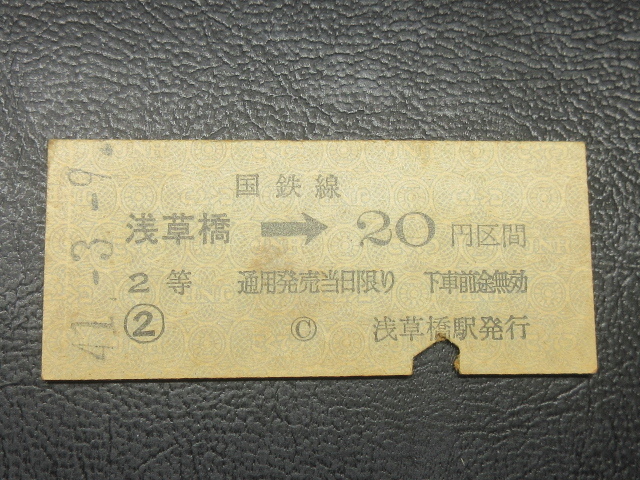 41.-3.-9.
国鉄線
浅草橋 → 20 円区間
2等 通用発売当日限り 下車前途無効
② Ⓒ 浅草橋駅発行